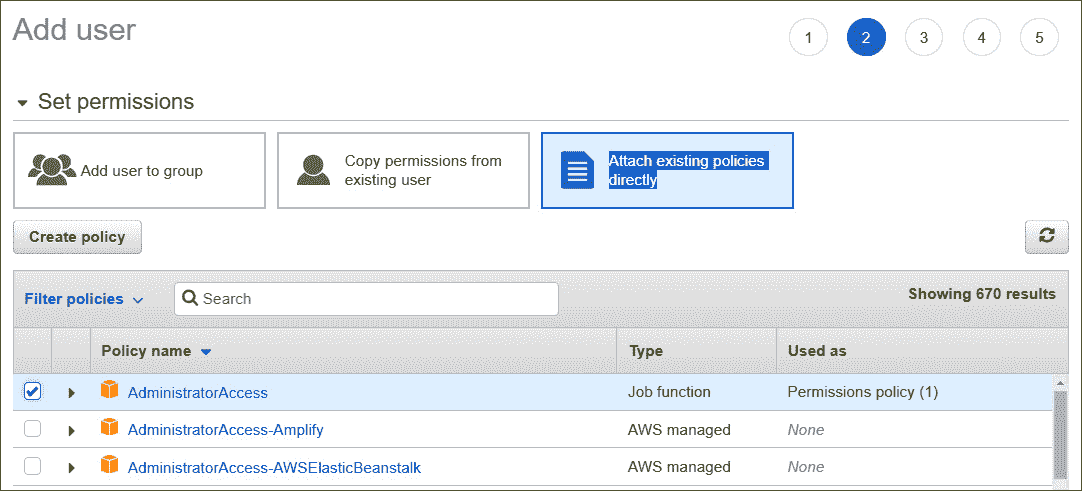 Add user
1 2 3 4 5
Set permissions
Add user to group
Copy permissions from
existing user
Attach existing policies
directly
Create policy
Filter policies
Search
Showing 670 results
Policy name Type Used as
AdministratorAccess Job function Permissions policy (1)
AdministratorAccess-Amplify AWS managed None
AdministratorAccess-AWSElasticBeanstalk AWS managed None